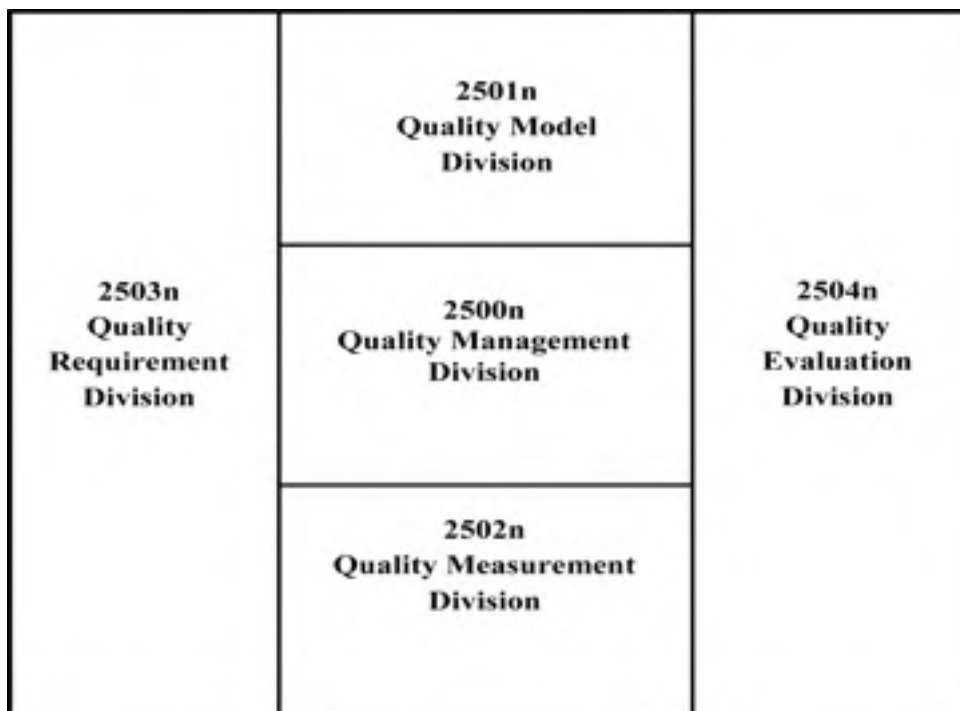 2501n
Quality Model
Division
2503n
Quality
Requirement
Division
2500n
Quality Management
Division
2504n
Quality
Evaluation
Division
2502n
Quality Measurement
Division